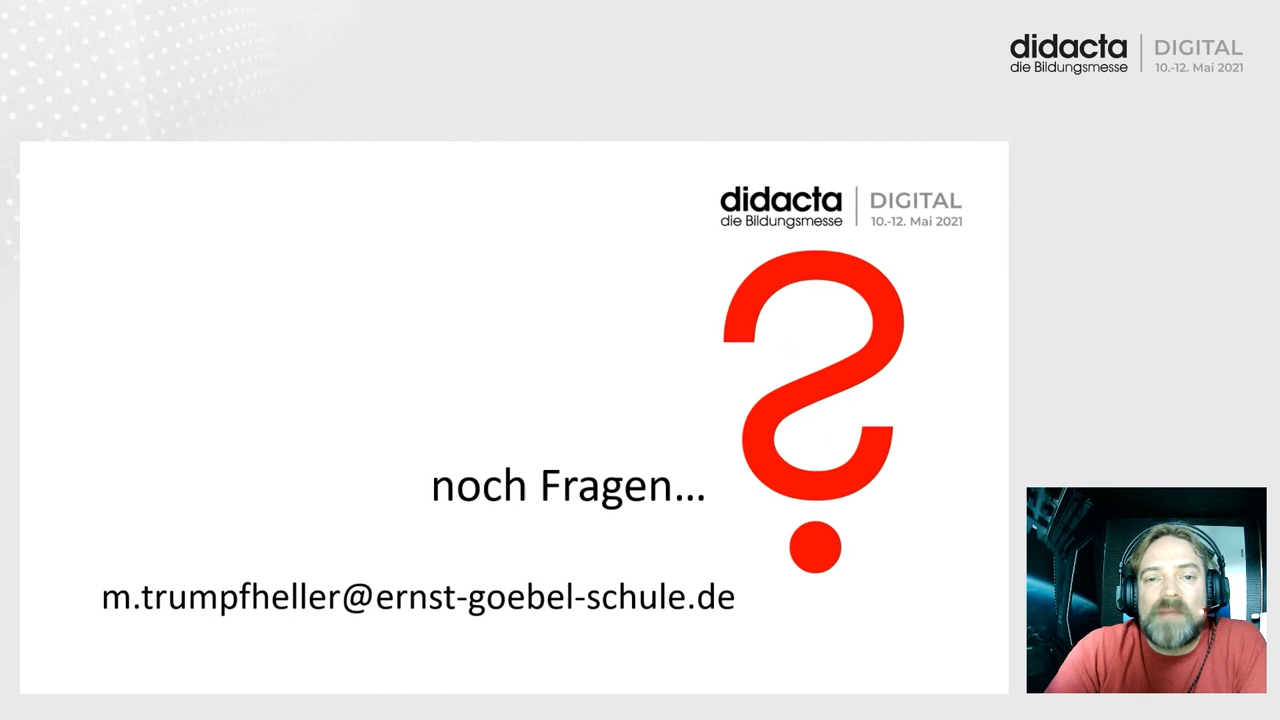 didacta DIGITAL
die Bildungsmesse 10.-12. Mai 2021
didacta DIGITAL
die Bildungsmesse 10.-12. Mai 2021
?
noch Fragen...
m.trumpfheller@ernst-goebel-schule.de